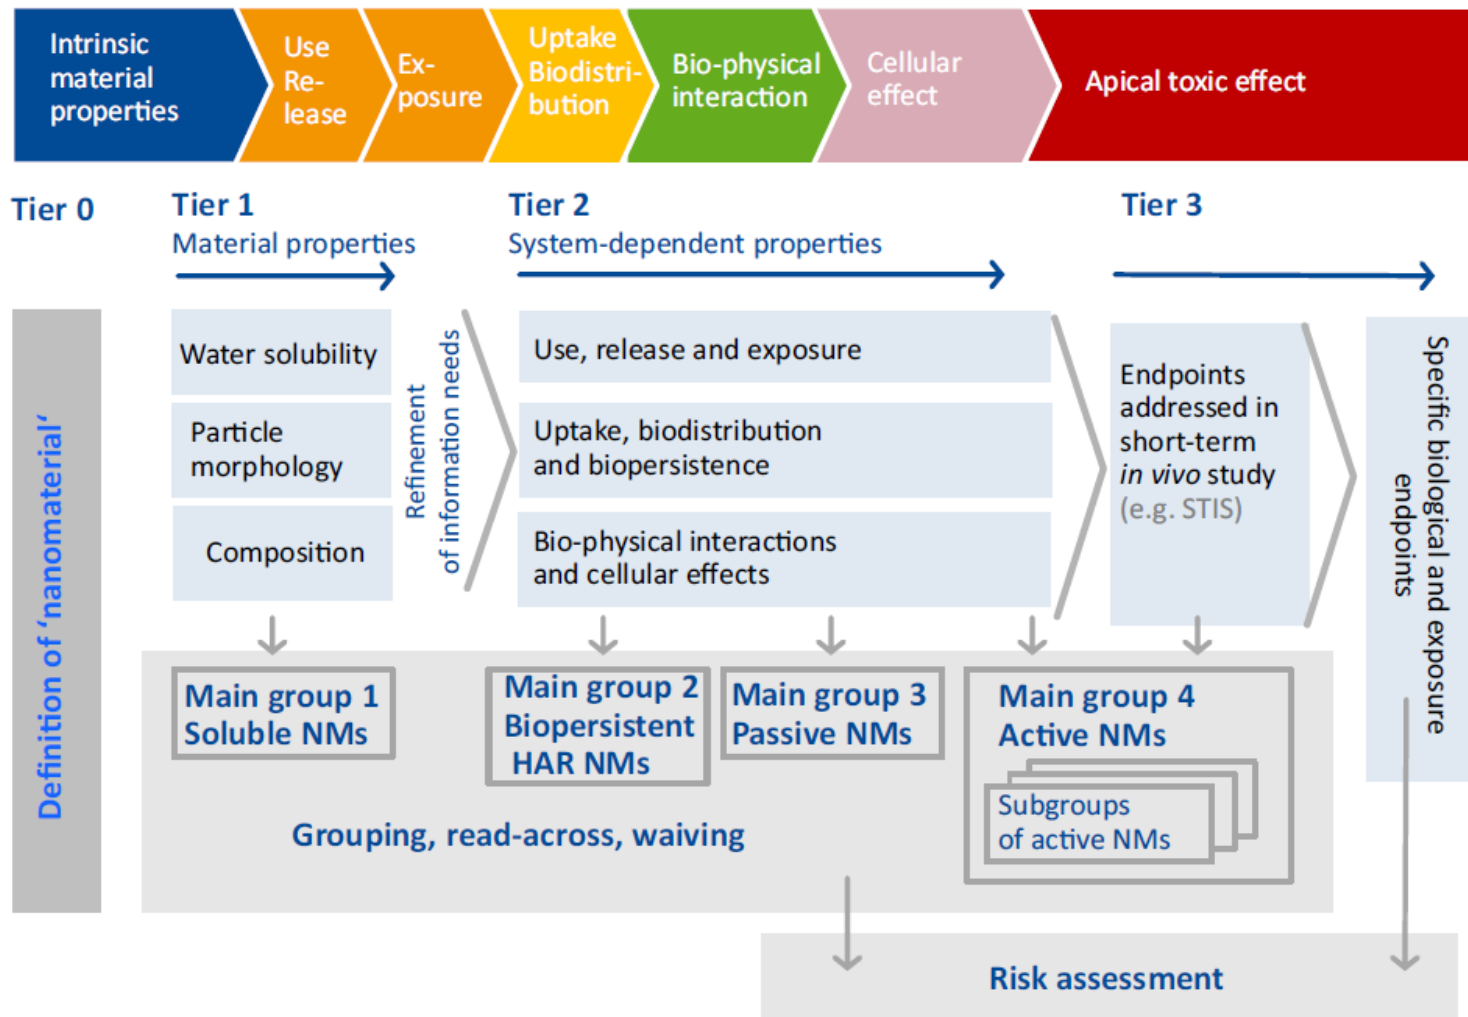 Intrinsic
material
properties
Use
Re-
lease
Ex-
posure
Uptake
Biodistri-
bution
Bio-physical
interaction
Cellular
effect
Apical toxic effect
Tier 0
Tier 1
Material properties
Tier 2
System-dependent properties
Tier 3
Definition of ‘nanomaterial‘
Water solubility
Particle
morphology
Composition
Refinement
of information needs
Use, release and exposure
Uptake, biodistribution
and biopersistence
Bio-physical interactions
and cellular effects
Endpoints
addressed in
short-term
in vivo study
(e.g. STIS)
Specific biological and exposure
endpoints
Main group 1
Soluble NMs
Main group 2
Biopersistent
HAR NMs
Main group 3
Passive NMs
Main group 4
Active NMs
Subgroups
of active NMs
Grouping, read-across, waiving
Risk assessment